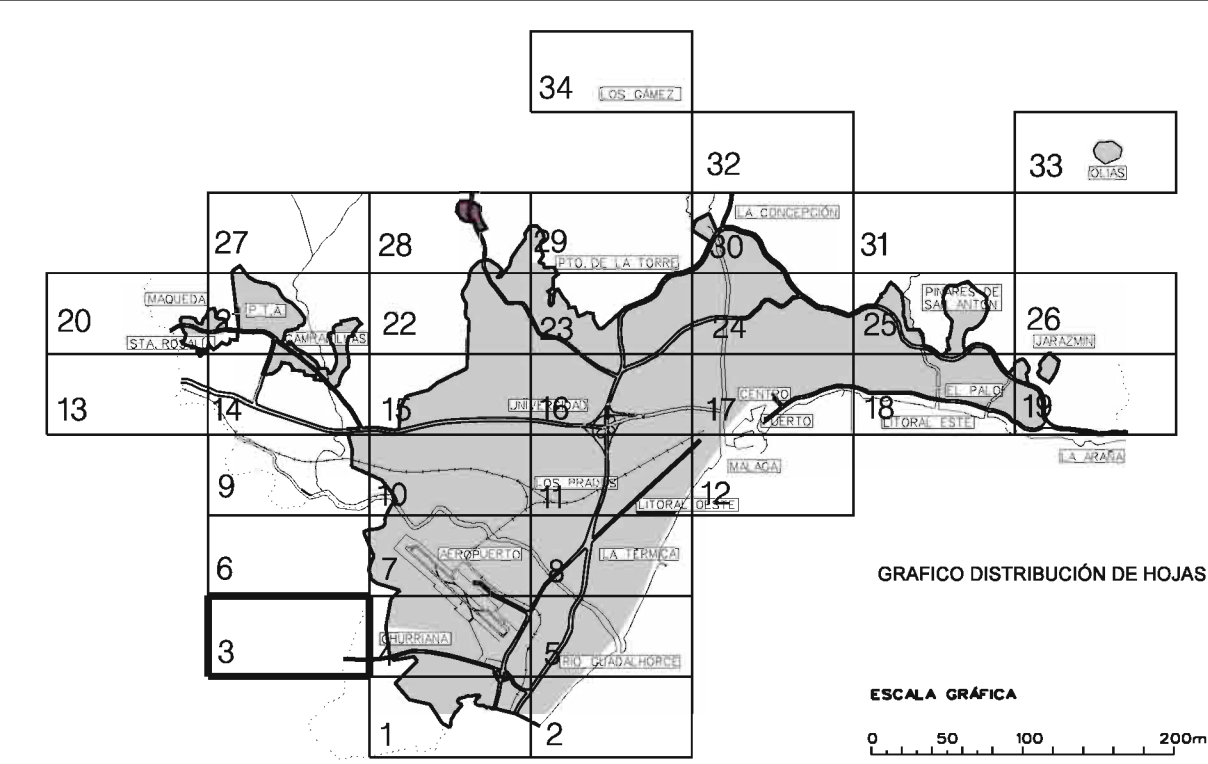 34 LOS GÁMEZ
32
33
OLIAS
LA CONCEPCIÓN
27 28 29 30 31
PTO. DE LA TORRE
MAQUEDA
P.T.A
PINARES DE
SAN ANTON
20 22 23 24 25 26
STA. ROSALIA
CAMPANILLAS
JARAZMIN
UNIVERSIDAD
CENTRO
EL PALO
13 14 15 16 17 18 19
PUERTO
LITORAL ESTE
MALAGA
LA ARAÑA
LOS PRADOS
9 10 11 12
LITORAL OESTE
AEROPUERTO
LA TERMICA
6 7 8
GRAFICO DISTRIBUCIÓN DE HOJAS
CHURRIANA
3 4 5
RIO GUADALHORCE
ESCALA GRÁFICA
1 2
0 50 100 200m